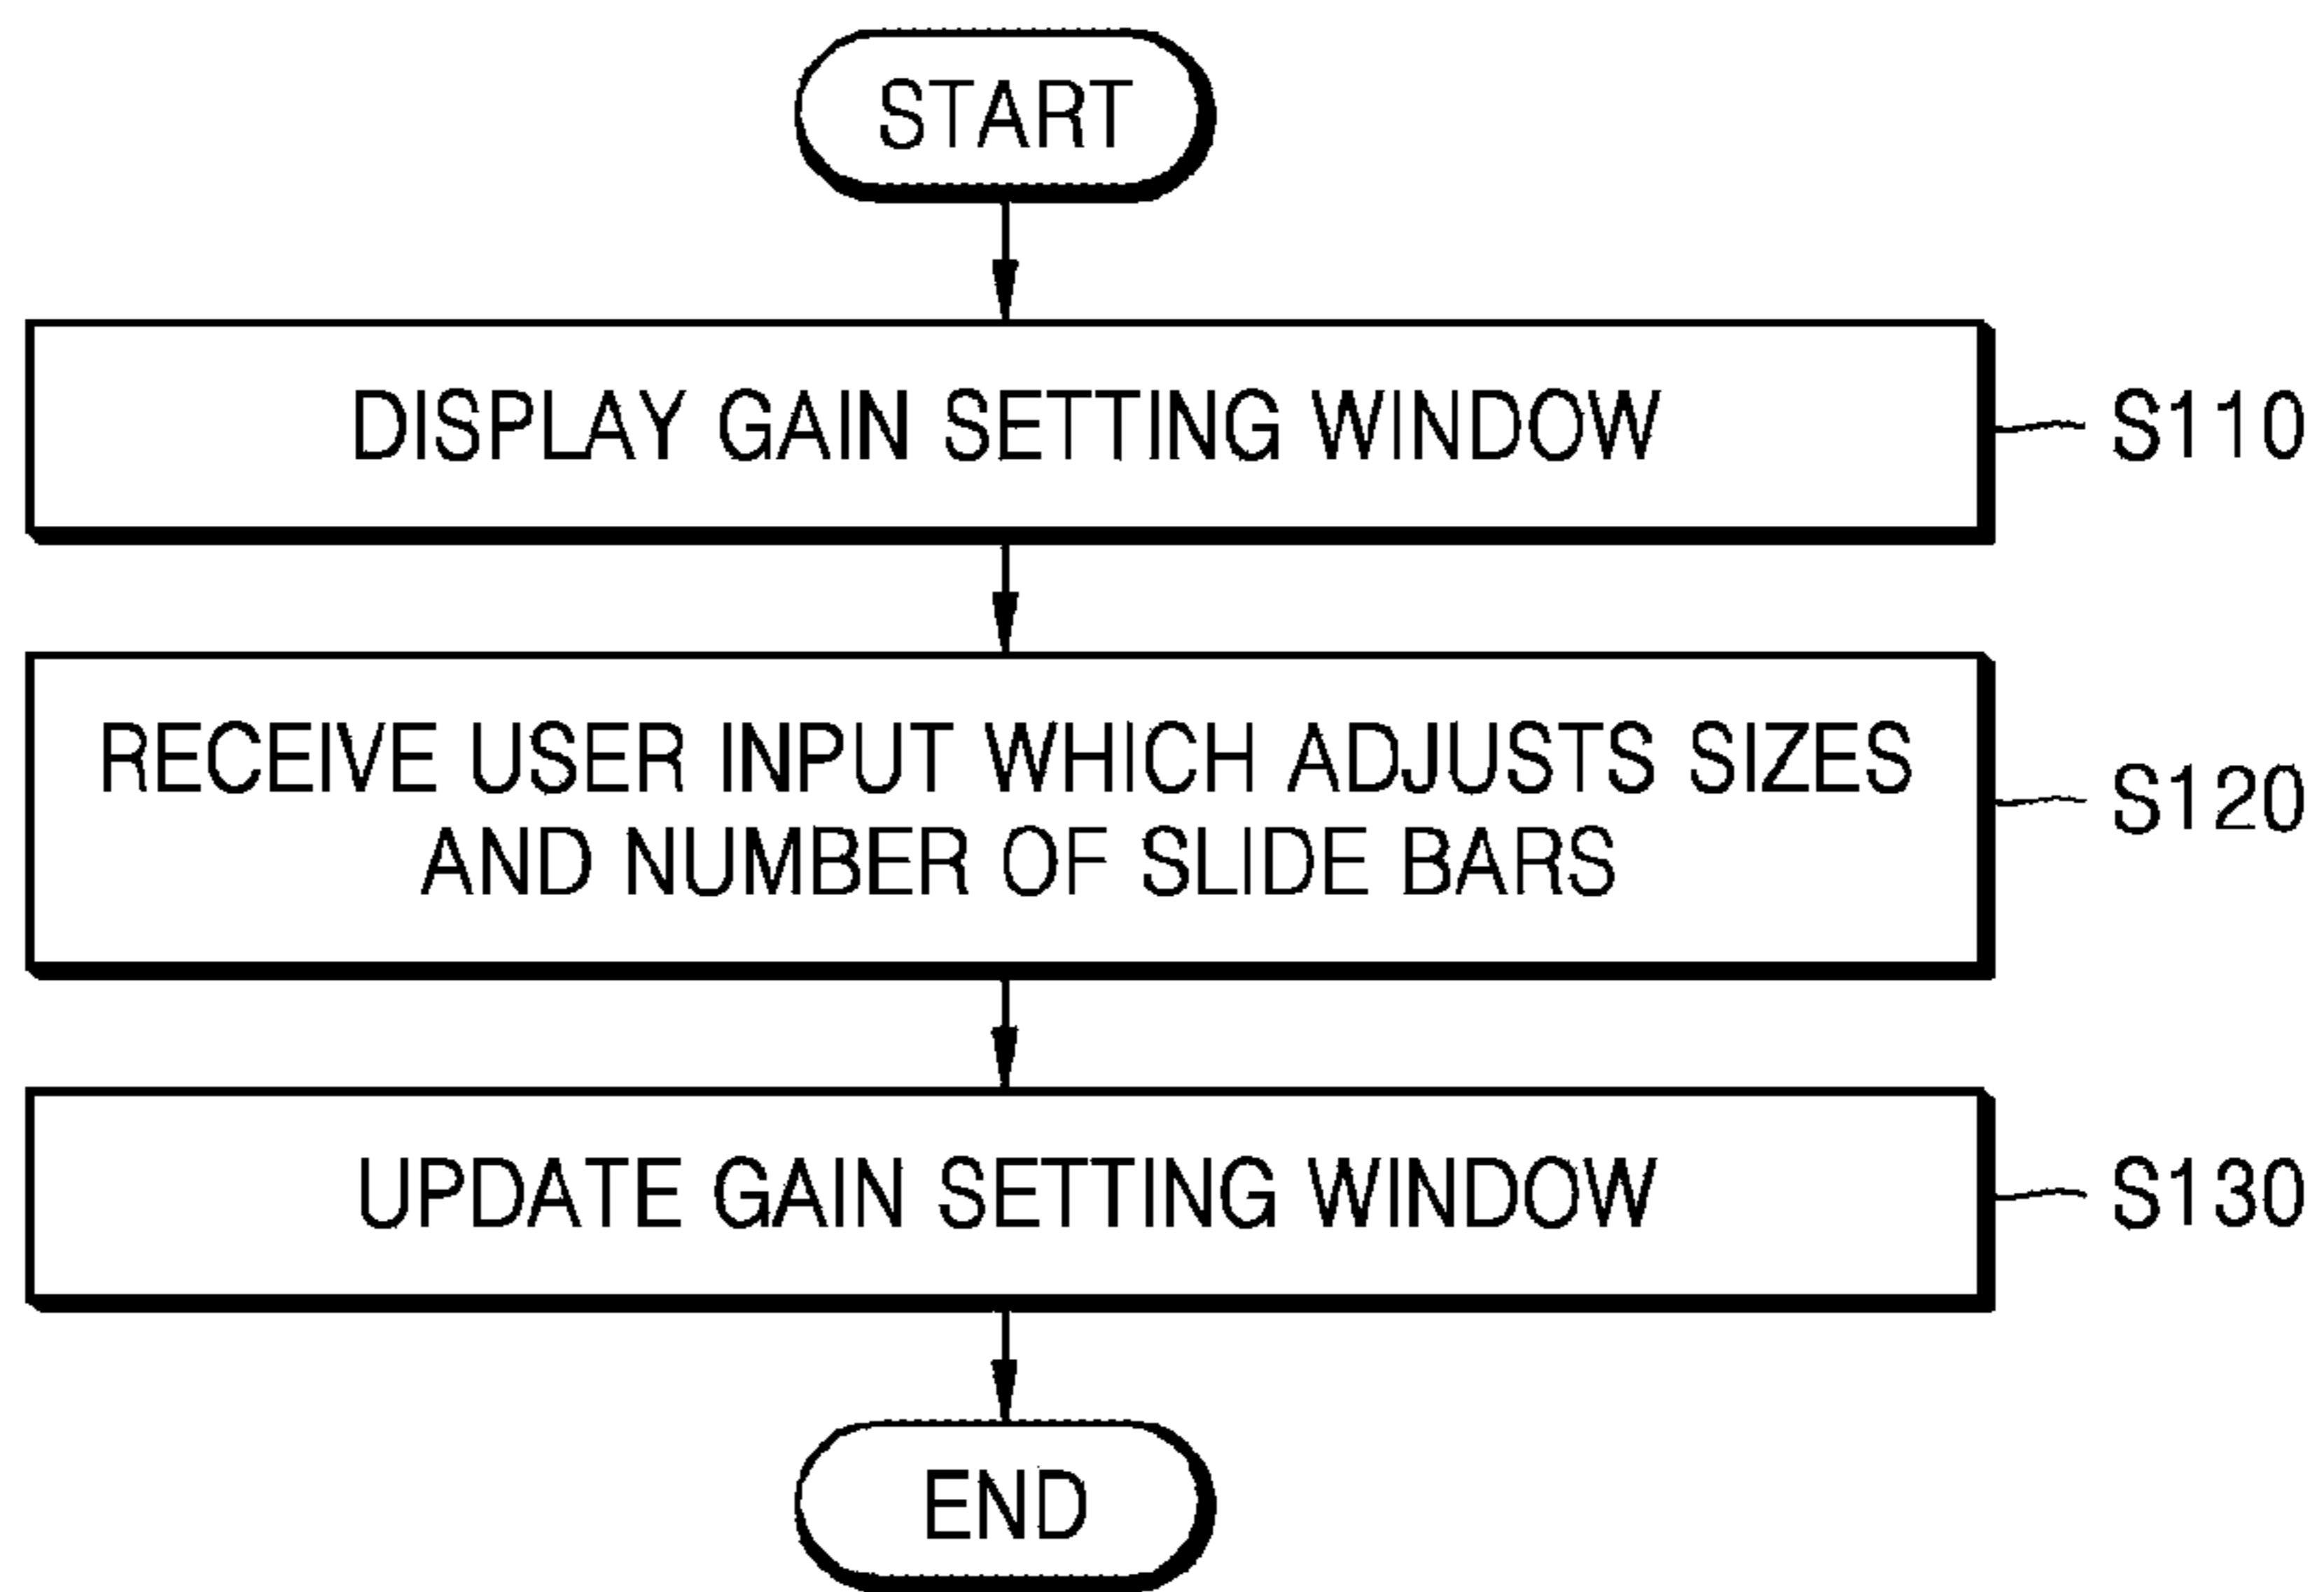 START
DISPLAY GAIN SETTING WINDOW
S110
RECEIVE USER INPUT WHICH ADJUSTS SIZES
AND NUMBER OF SLIDE BARS
S120
UPDATE GAIN SETTING WINDOW
S130
END